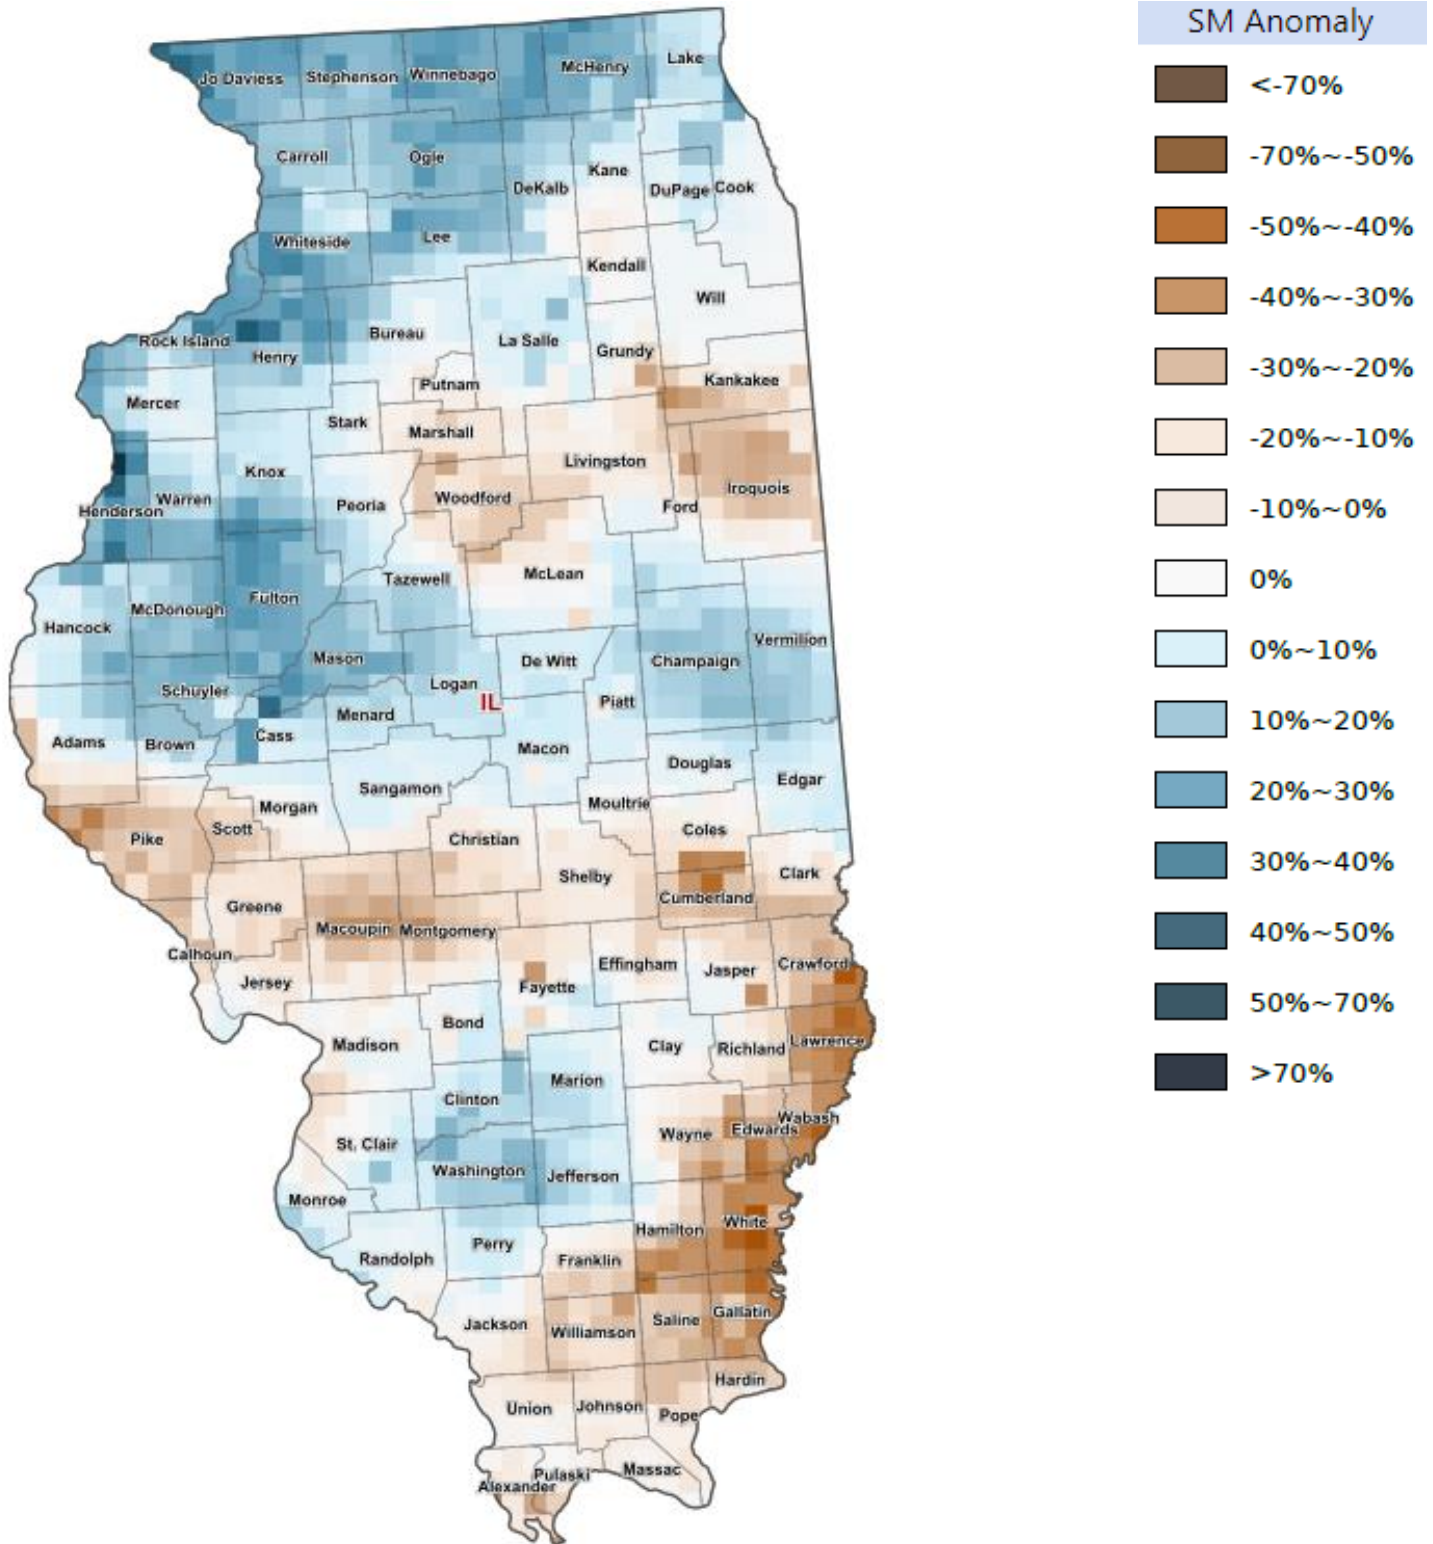 SM Anomaly
<-70%
-70%~-50%
-50%~-40%
-40%~-30%
-30%~-20%
-20%~-10%
-10%~0%
0%
0%~10%
10%~20%
20%~30%
30%~40%
40%~50%
50%~70%
>70%
Jo Daviess
Stephenson
Winnebago
McHenry
Lake
Carroll
Ogle
DeKalb
Kane
DuPage
Cook
Whiteside
Lee
Kendall
Will
Rock Island
Henry
Bureau
La Salle
Grundy
Kankakee
Mercer
Putnam
Stark
Marshall
Knox
Livingston
Iroquois
Henderson
Warren
Peoria
Woodford
Ford
Tazewell
McLean
Hancock
McDonough
Fulton
Mason
Vermilion
Schuyler
Logan
IL
De Witt
Champaign
Piatt
Menard
Adams
Brown
Cass
Macon
Douglas
Edgar
Sangamon
Morgan
Moultrie
Pike
Scott
Christian
Coles
Shelby
Clark
Greene
Cumberland
Macoupin
Montgomery
Calhoun
Jersey
Fayette
Effingham
Jasper
Crawford
Bond
Madison
Clay
Richland
Lawrence
Marion
Clinton
Wabash
St. Clair
Wayne
Edwards
Washington
Jefferson
Monroe
Hamilton
White
Randolph
Perry
Franklin
Jackson
Williamson
Saline
Gallatin
Hardin
Union
Johnson
Pope
Alexander
Pulaski
Massac